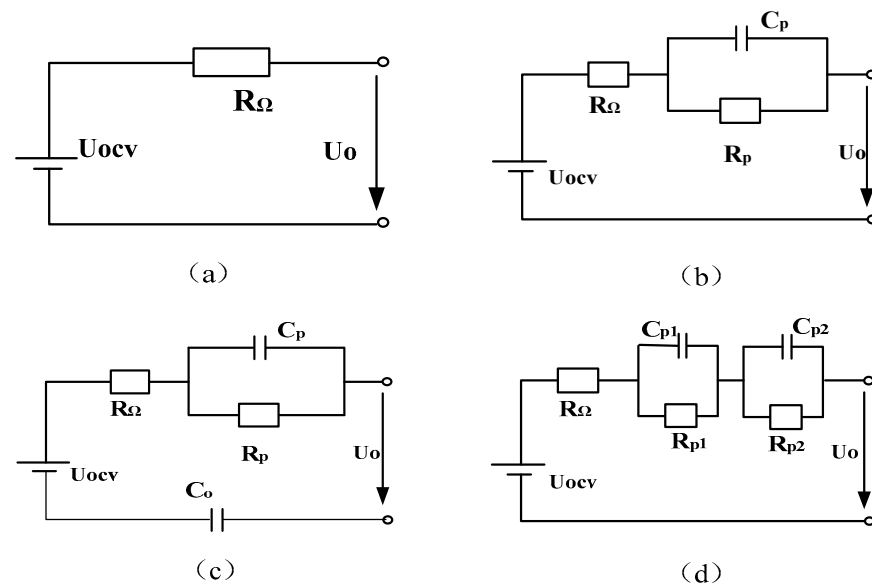 RΩ
Uocv
Uo
(a)
Cp
RΩ
Rp
Uo
Uocv
(b)
Cp
RΩ
Rp
Uo
Uocv
Co
(c)
Cp1
Cp2
RΩ
Rp1
Rp2
Uo
Uocv
(d)